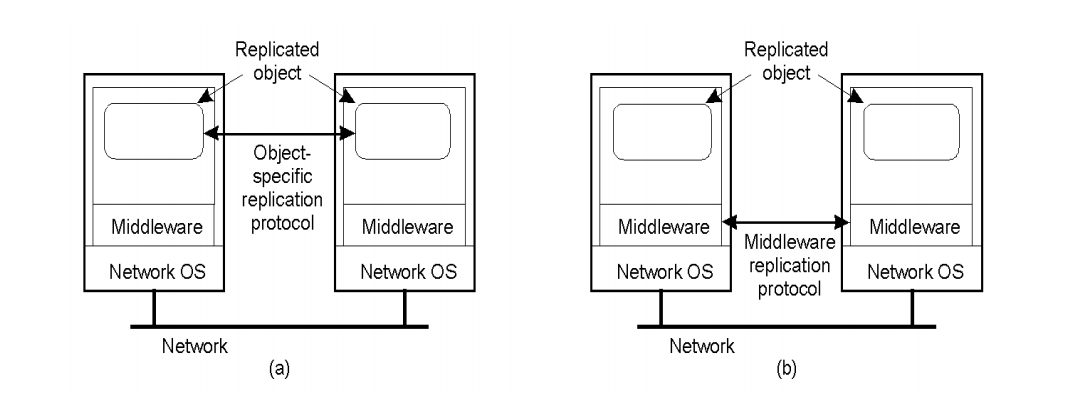 Replicated
object
Object-
specific
replication
protocol
Middleware
Middleware
Network OS
Network OS
Network
(a)
Replicated
object
Middleware
Middleware
Middleware
replication
protocol
Network OS
Network OS
Network
(b)